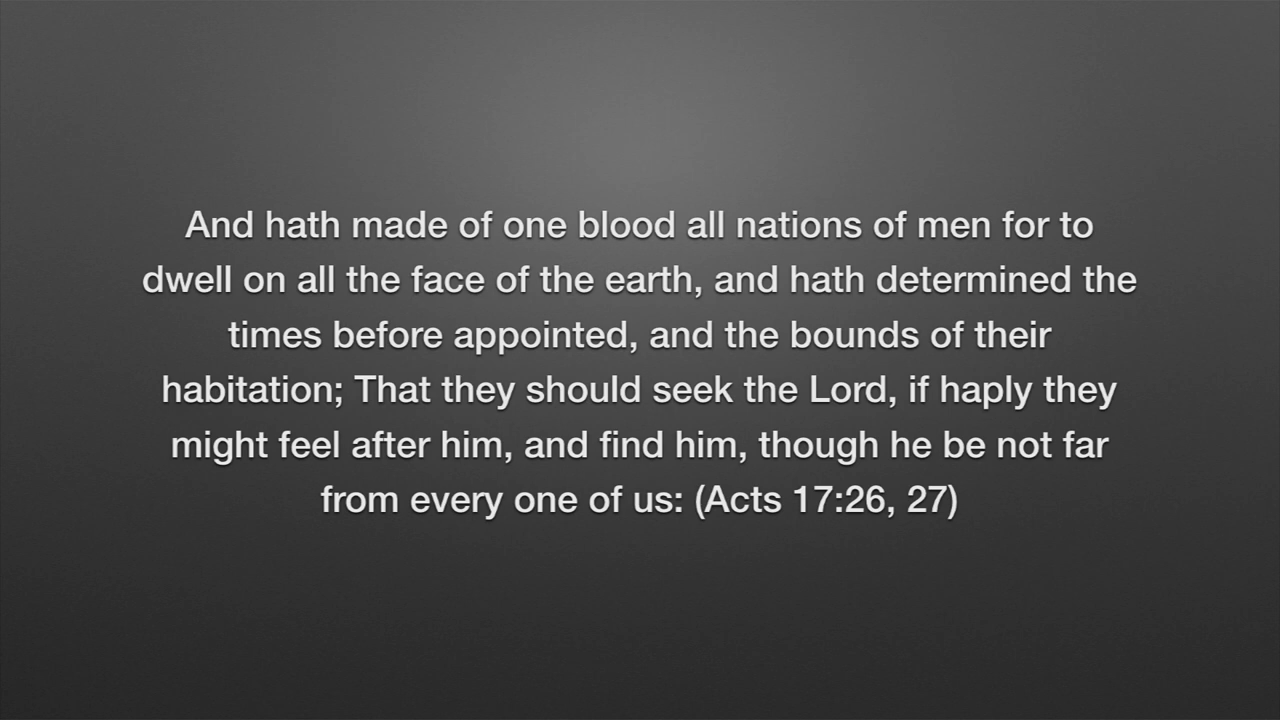 And hath made of one blood all nations of men for to
dwell on all the face of the earth, and hath determined the
times before appointed, and the bounds of their
habitation; That they should seek the Lord, if haply they
might feel after him, and find him, though he be not far
from every one of us: (Acts 17:26, 27)